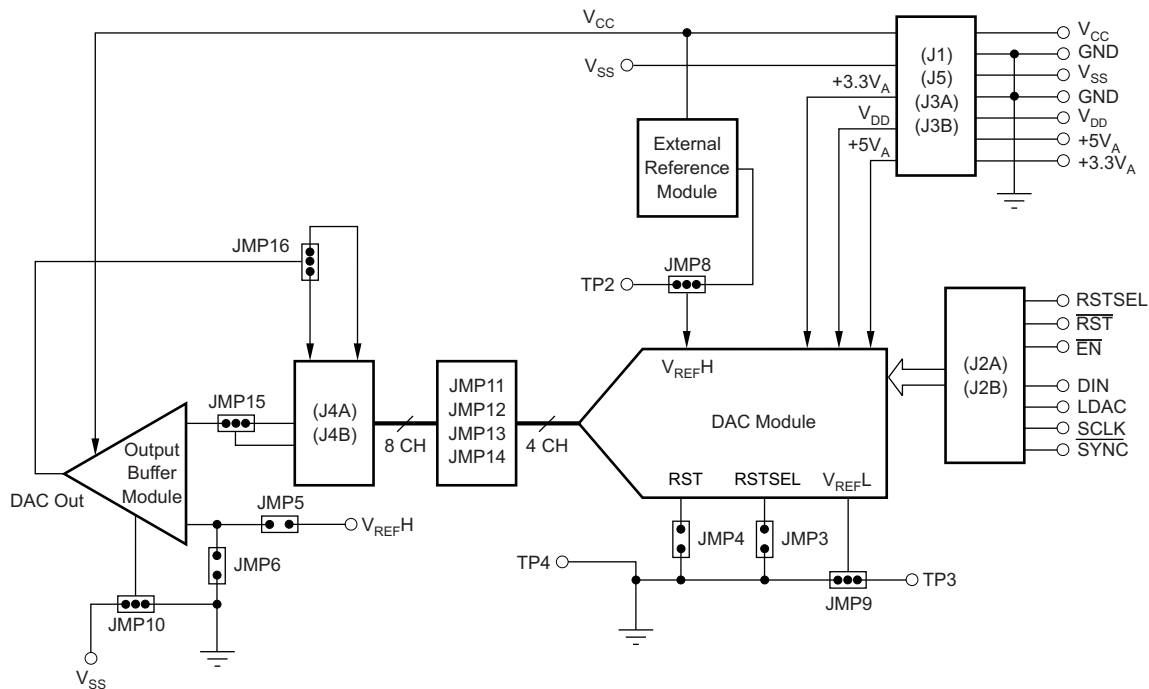 V_CC
V_SS
+3.3V_A
V_DD
+5V_A
(J1)
(J5)
(J3A)
(J3B)
V_CC
GND
V_SS
GND
V_DD
+5V_A
+3.3V_A
External
Reference
Module
JMP16
TP2
JMP8
RSTSEL
RST
EN
DIN
LDAC
SCLK
SYNC
(J2A)
(J2B)
V_REFH
DAC Module
RST
RSTSEL
V_REFL
JMP11
JMP12
JMP13
JMP14
8 CH
4 CH
JMP15
(J4A)
(J4B)
Output
Buffer
Module
DAC Out
JMP5
V_REFH
JMP6
JMP10
V_SS
JMP4
JMP3
TP4
TP3
JMP9